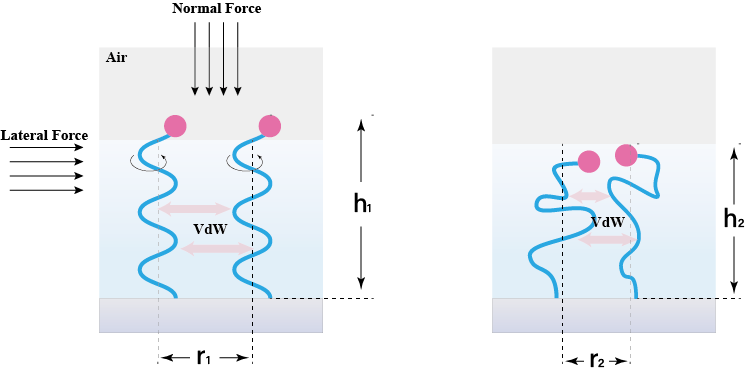 Normal Force
Air
Lateral Force
VdW
h₁
r₁
VdW
h₂
r₂